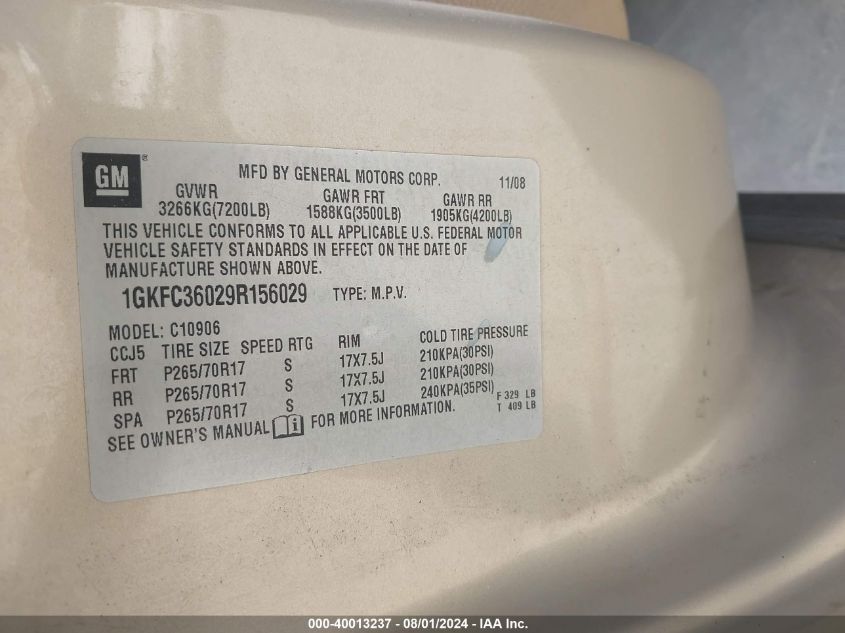 GM ® MFD BY GENERAL MOTORS CORP. 11/08
GVWR GAWR FRT GAWR RR
3266KG(7200LB) 1588KG(3500LB) 1905KG(4200LB)
THIS VEHICLE CONFORMS TO ALL APPLICABLE U.S. FEDERAL MOTOR
VEHICLE SAFETY STANDARDS IN EFFECT ON THE DATE OF
MANUFACTURE SHOWN ABOVE.
1GKFC36029R156029 TYPE: M.P.V.
MODEL: C10906
CCJ5 TIRE SIZE SPEED RTG RIM COLD TIRE PRESSURE
FRT P265/70R17 S 17X7.5J 210KPA(30PSI)
RR P265/70R17 S 17X7.5J 210KPA(30PSI)
SPA P265/70R17 S 17X7.5J 240KPA(35PSI)
F 329 LB
T 409 LB
SEE OWNER'S MANUAL i FOR MORE INFORMATION.
000-40013237 - 08/01/2024 - IAA Inc.